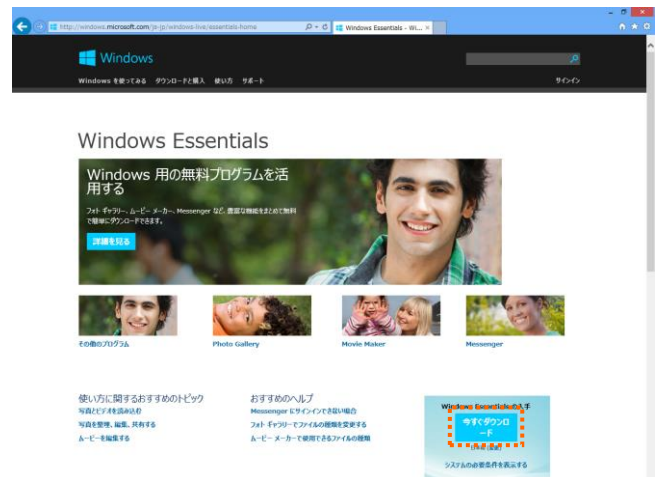 http://windows.microsoft.com/ja-jp/windows-live/essentials-home
Windows Essentials - Wi...
Windows
Windows を使ってみる ダウンロードと購入 使い方 サポート サインイン
Windows Essentials
Windows 用の無料プログラムを活
用する
フォト ギャラリー、ムービー メーカー、Messenger など、豊富な機能をまとめて無料
で簡単にダウンロードできます。
詳細を見る
その他のプログラム
Photo Gallery
Movie Maker
Messenger
使い方に関するおすすめのトピック
写真とビデオを読み込む
写真を整理、編集、共有する
ムービーを編集する
おすすめのヘルプ
Messenger にサインインできない場合
フォト ギャラリーでファイルの種類を変更する
ムービー メーカーで使用できるファイルの種類
Windows Essentials の入手
今すぐダウンロ
ード
システムの必要条件を表示する